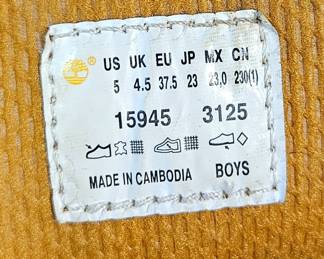 US UK EU JP MX CN
5 4.5 37.5 23 23,0 230(1)
15945 3125
MADE IN CAMBODIA BOYS